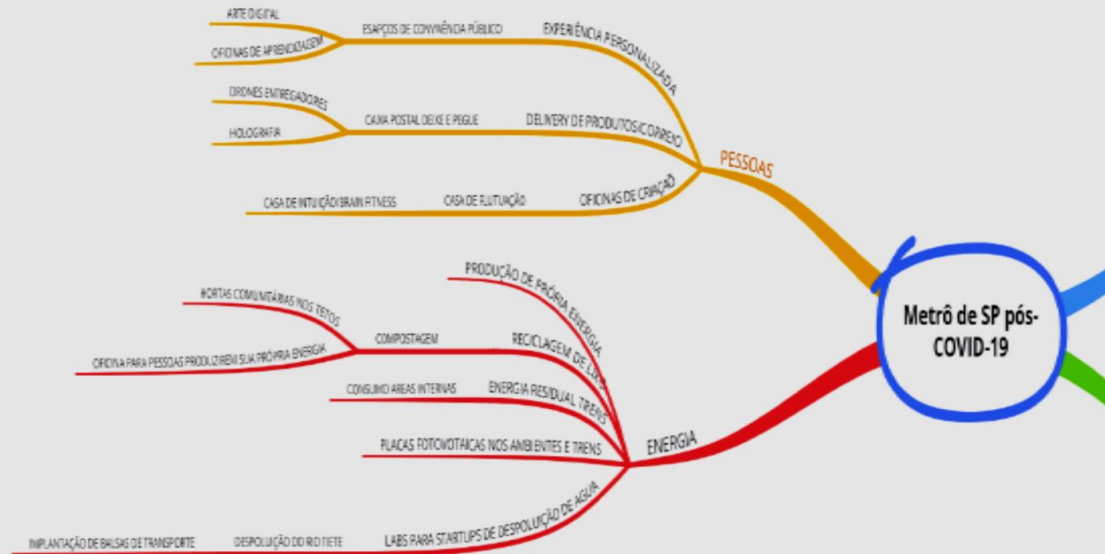 ARTE DIGITAL
OFICINAS DE APRENDIZAGEM
ESAPÇOS DE CONVINÊNCIA PÚBLICO
EXPERIÊNCIA PERSONALIZADA
DRONES ENTREGADORES
HOLOGRAFIA
CAIXA POSTAL DEIXE E PEGUE
DELIVERY DE PRODUTOS/CORREIO
CASA DE INTUIÇÃO/BRAIN FITNESS
CASA DE FLUTUAÇÃO
OFICINAS DE CRIAÇAÕ
PESSOAS
PRODUÇÃO DE PRÓPRIA ENERGIA
HORTAS COMUNITÁRIAS NOS TETOS
OFICINA PARA PESSOAS PRODUZIREM SUA PRÓPRIA ENERGIA
COMPOSTAGEM
RECICLAGEM DE LIXO
CONSUMO AREAS INTERNAS
ENERGIA RESIDUAL TRENS
PLACAS FOTOVOTAICAS NOS AMBIENTES E TRENS
IMPLANTAÇÃO DE BALSAS DE TRANSPORTE
DESPOLUIÇÃO DO RIO TIETE
LABS PARA STARTUPS DE DESPOLUIÇÃO DE AGUA
ENERGIA
Metrô de SP pós-
COVID-19